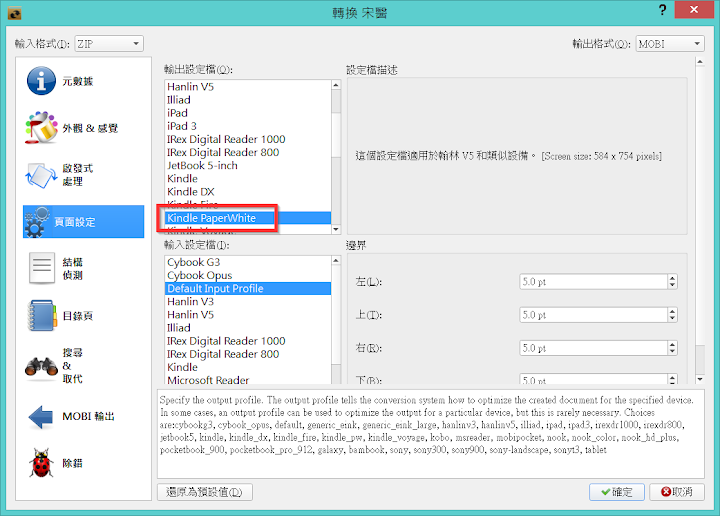 轉換 宋醫
?
輸入格式(I): ZIP
輸出格式(O): MOBI
元數據
外觀 & 感覺
啟發式
處理
頁面設定
結構
偵測
目錄頁
搜尋
&
取代
MOBI 輸出
除錯
輸出設定檔(O):
Hanlin V5
Illiad
iPad
iPad 3
IRex Digital Reader 1000
IRex Digital Reader 800
JetBook 5-inch
Kindle
Kindle DX
Kindle Fire
Kindle PaperWhite
Kindle Voyage
設定檔描述
這個設定檔適用於翰林 V5 和類似設備。 [Screen size: 584 x 754 pixels]
輸入設定檔(I):
Cybook G3
Cybook Opus
Default Input Profile
Hanlin V3
Hanlin V5
Illiad
IRex Digital Reader 1000
IRex Digital Reader 800
Kindle
Microsoft Reader
邊界
左(L): 5.0 pt
上(T): 5.0 pt
右(R): 5.0 pt
下(B): 5.0 pt
Specify the output profile. The output profile tells the conversion system how to optimize the created document for the specified device.
In some cases, an output profile can be used to optimize the output for a particular device, but this is rarely necessary. Choices
are:cybookg3, cybook_opus, default, generic_eink, generic_eink_large, hanlinv3, hanlinv5, illiad, ipad, ipad3, irexdr1000, irexdr800,
jetbook5, kindle, kindle_dx, kindle_fire, kindle_pw, kindle_voyage, kobo, msreader, mobipocket, nook, nook_color, nook_hd_plus,
pocketbook_900, pocketbook_pro_912, galaxy, bambook, sony, sony300, sony900, sony-landscape, sonyt3, tablet
還原為預設值(D)
確定
取消